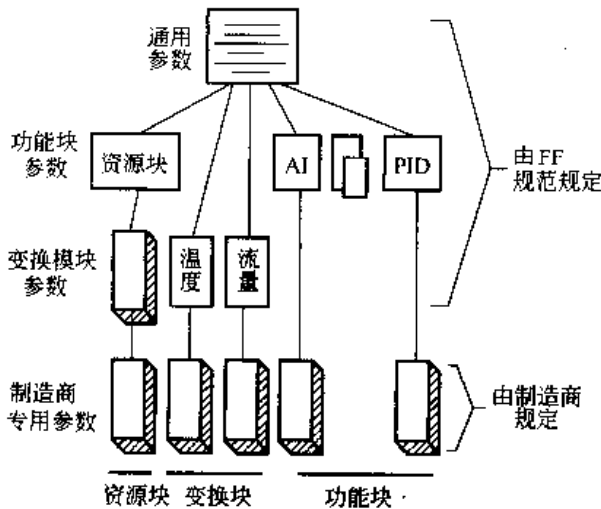 通用
参数
功能块
参数
资源块
AI
PID
由FF
规范规定
变换模块
参数
温
度
流
量
制造商
专用参数
由制造商
规定
资源块
变换块
功能块